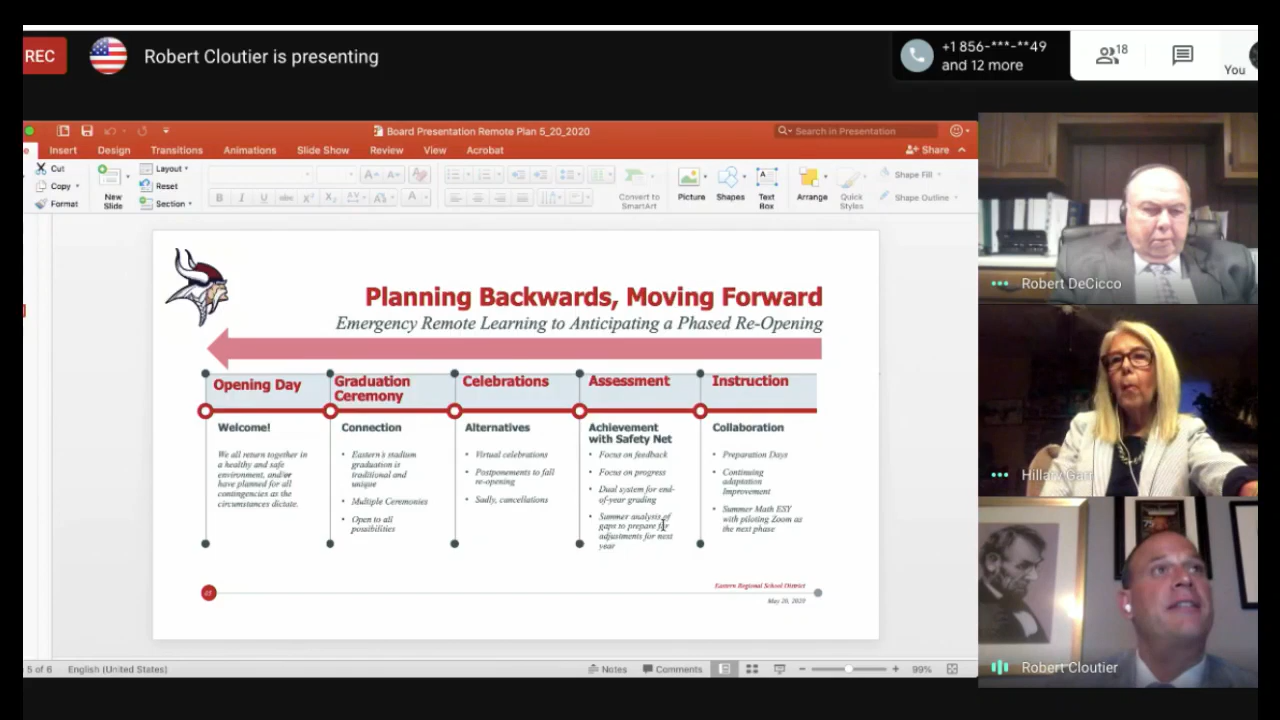 REC
Robert Cloutier is presenting
+1 856-***-**49
and 12 more
18
You
Board Presentation Remote Plan 5_20_2020
Search in Presentation
Insert
Design
Transitions
Animations
Slide Show
Review
View
Acrobat
Share
Cut
Copy
Format
New
Slide
Layout
Reset
Section
Convert to
SmartArt
Picture
Shapes
Text
Box
Arrange
Quick
Styles
Shape Fill
Shape Outline
Planning Backwards, Moving Forward
Emergency Remote Learning to Anticipating a Phased Re-Opening
Opening Day
Welcome!
We all return together in
a healthy and safe
environment, and/or
have planned for all
contingencies as the
circumstances dictate.
Graduation
Ceremony
Connection
• Eastern's stadium
graduation is
traditional and
unique
• Multiple Ceremonies
• Open to all
possibilities
Celebrations
Alternatives
• Virtual celebrations
• Postponements to fall
re-opening
• Sadly, cancellations
Assessment
Achievement
with Safety Net
• Focus on feedback
• Focus on progress
• Dual system for end-
of-year grading
• Summer analysis of
gaps to prepare for
adjustments for next
year
Instruction
Collaboration
• Preparation Days
• Continuing
adaptation
Improvement
• Summer Math ESY
with piloting Zoom as
the next phase
Eastern Regional School District
May 20, 2020
5 of 6
English (United States)
Notes
Comments
99%
Robert DeCicco
Robert Cloutier